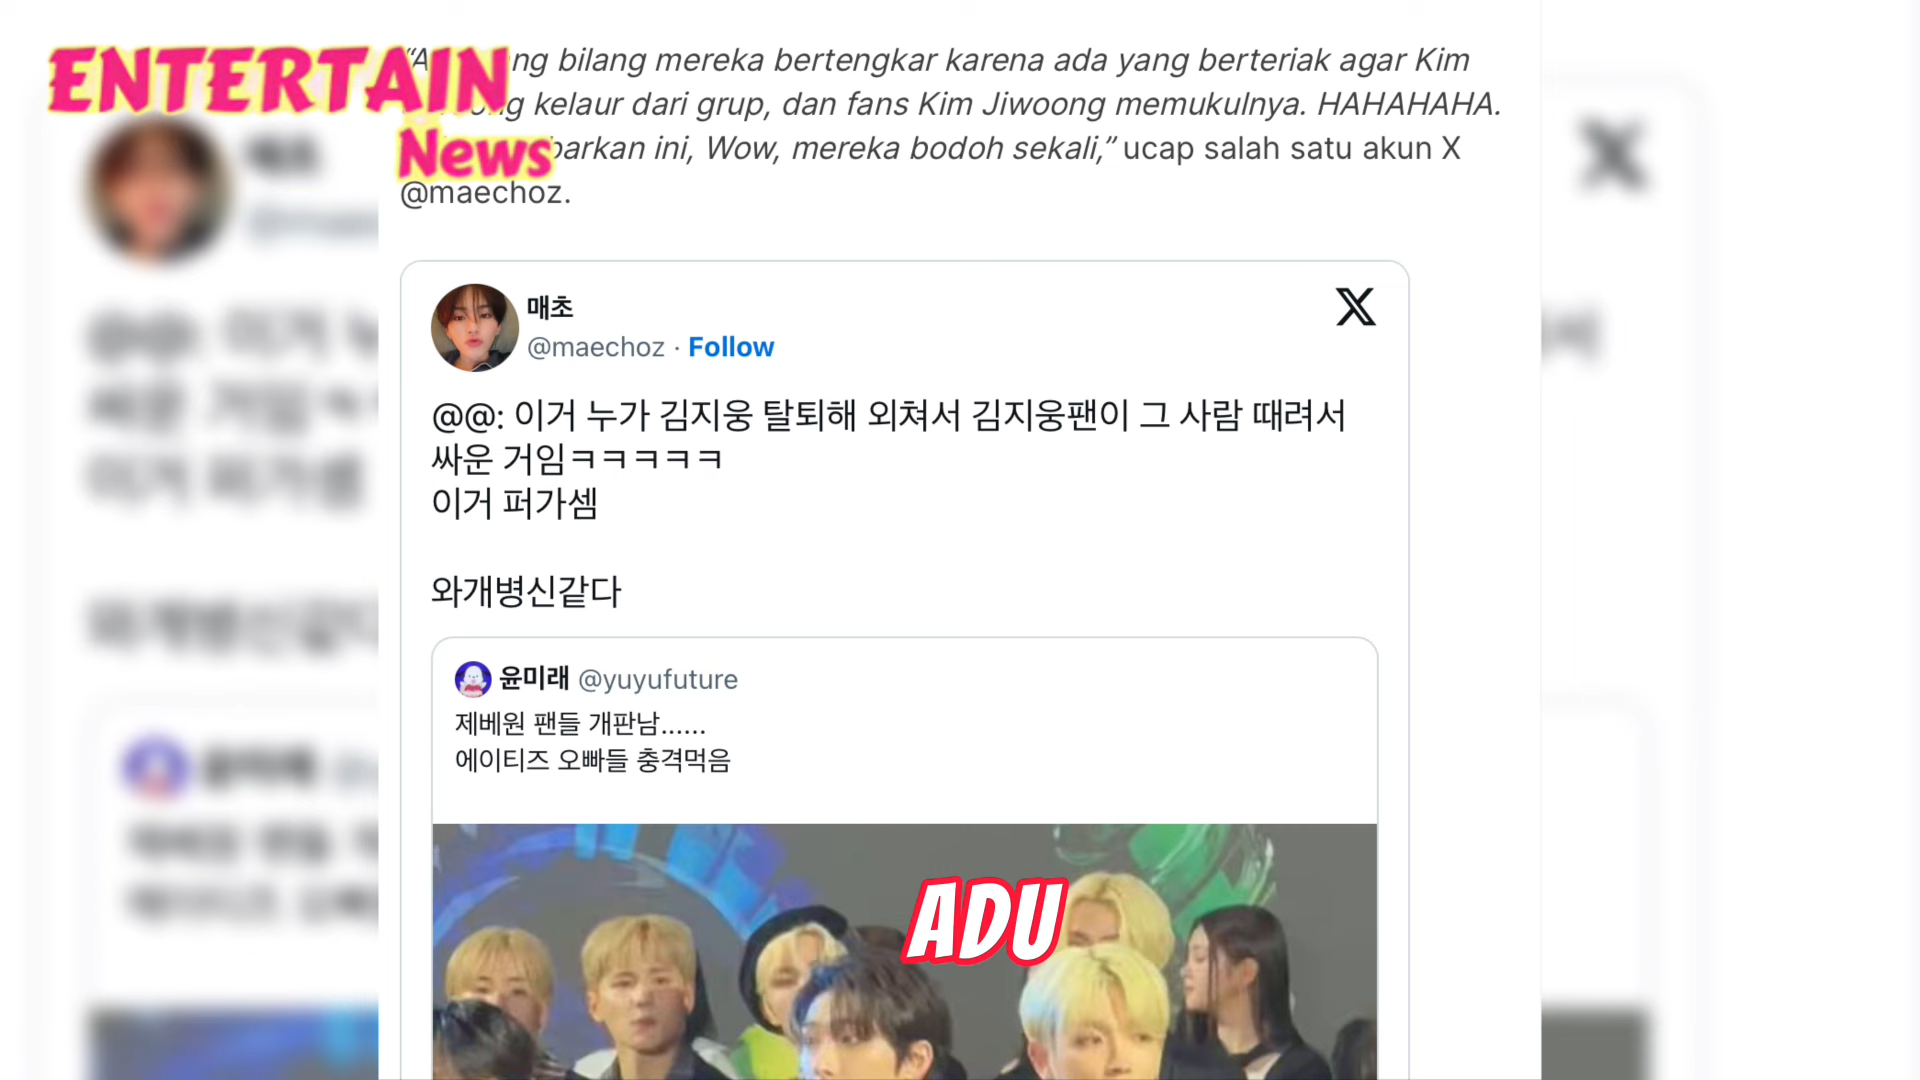 ENTERTAIN
News
“A ng bilang mereka bertengkar karena ada yang berteriak agar Kim
ng kelaur dari grup, dan fans Kim Jiwoong memukulnya. HAHAHAHA.
barkan ini, Wow, mereka bodoh sekali,” ucap salah satu akun X
@maechoz.
매초
@maechoz · Follow
@@: 이거 누가 김지웅 탈퇴해 외쳐서 김지웅팬이 그 사람 때려서
싸운 거임ㅋㅋㅋㅋㅋ
이거 퍼가셈
와개병신같다
윤미래 @yuyufuture
제베원 팬들 개판남......
에이티즈 오빠들 충격먹음
ADU